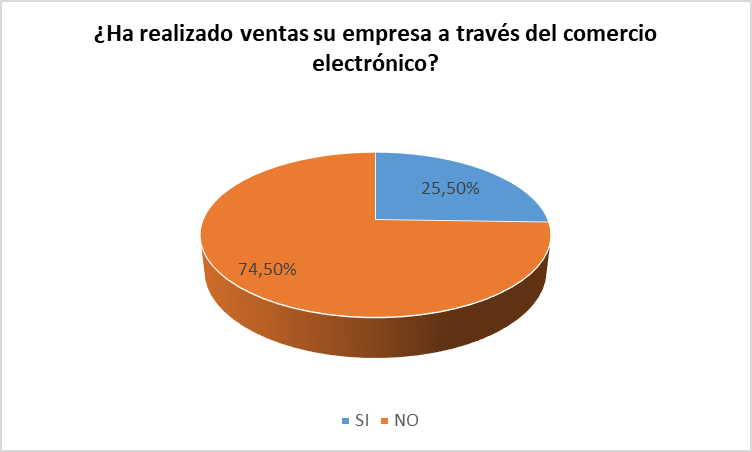 ¿Ha realizado ventas su empresa a través del comercio
electrónico?
25,50%
74,50%
SI NO